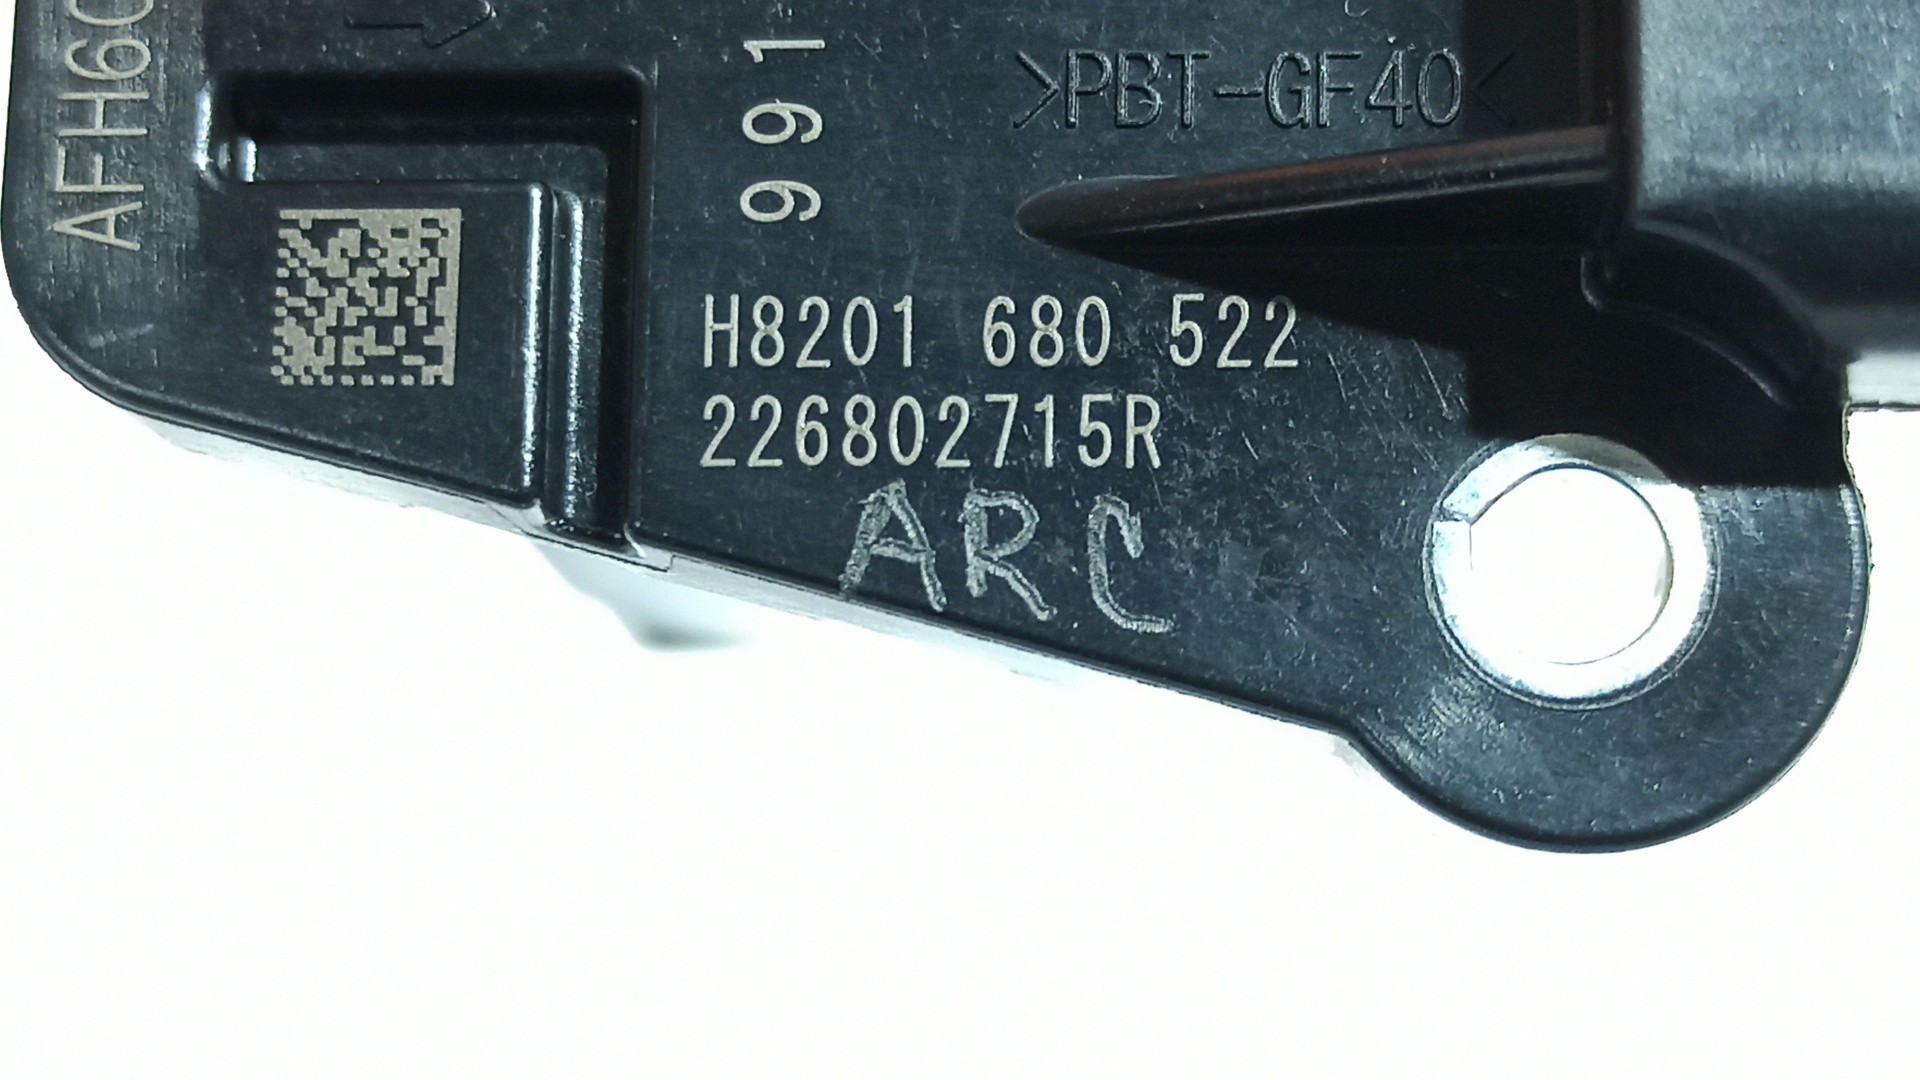 AFH60
991
>PBT-GF40<
H8201 680 522
226802715R
ARC